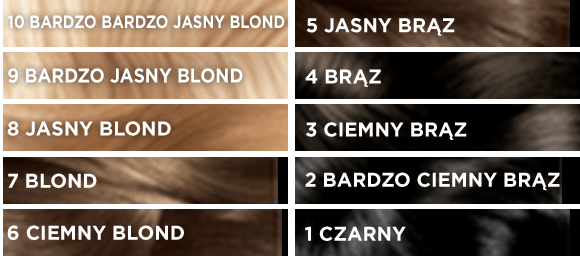 10 BARDZO BARDZO JASNY BLOND
9 BARDZO JASNY BLOND
8 JASNY BLOND
7 BLOND
6 CIEMNY BLOND
5 JASNY BRĄZ
4 BRĄZ
3 CIEMNY BRĄZ
2 BARDZO CIEMNY BRĄZ
1 CZARNY